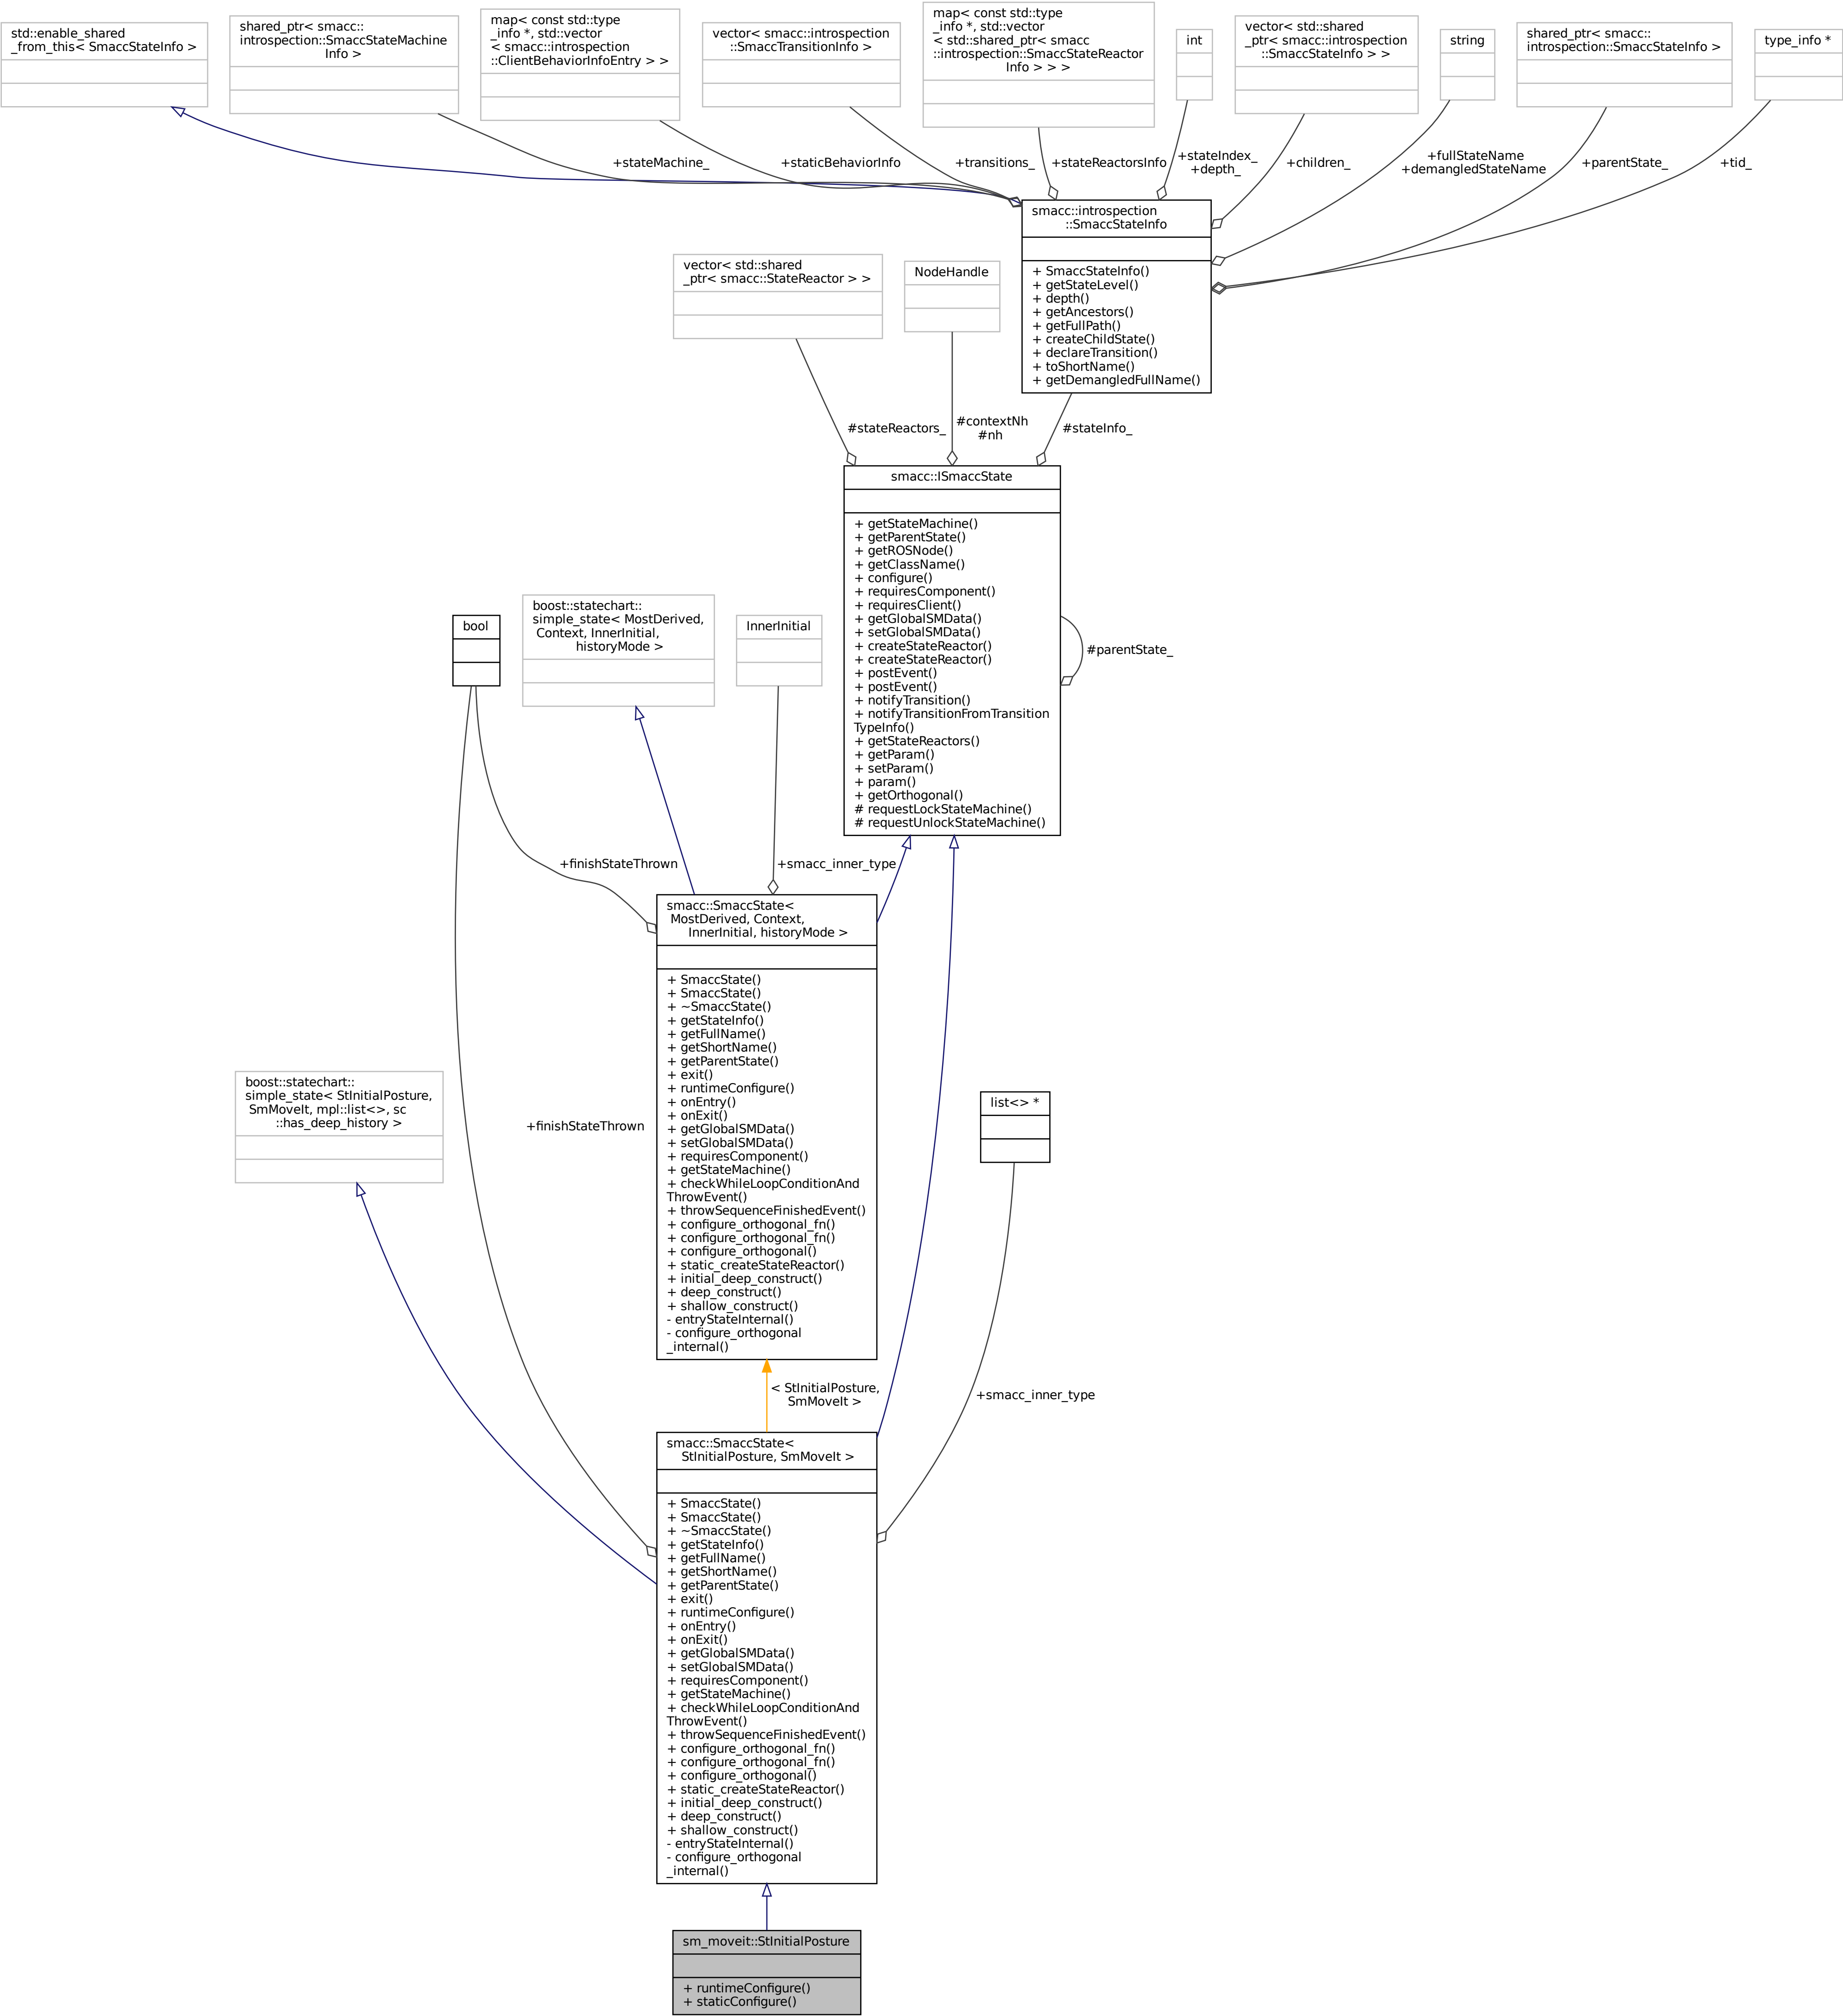 std::enable_shared
_from_this< SmaccStateInfo >
shared_ptr< smacc::
introspection::SmaccStateMachine
Info >
map< const std::type
_info *, std::vector
< smacc::introspection
::ClientBehaviorInfoEntry > >
vector< smacc::introspection
::SmaccTransitionInfo >
map< const std::type
_info *, std::vector
< std::shared_ptr< smacc
::introspection::SmaccStateReactor
Info > > >
int
vector< std::shared
_ptr< smacc::introspection
::SmaccStateInfo > >
string
shared_ptr< smacc::
introspection::SmaccStateInfo >
type_info *
+stateMachine_
+staticBehaviorInfo
+transitions_
+stateReactorsInfo
+stateIndex_
+depth_
+children_
+fullStateName
+demangledStateName
+parentState_
+tid_
smacc::introspection
::SmaccStateInfo
+ SmaccStateInfo()
+ getStateLevel()
+ depth()
+ getAncestors()
+ getFullPath()
+ createChildState()
+ declareTransition()
+ toShortName()
+ getDemangledFullName()
vector< std::shared
_ptr< smacc::StateReactor > >
NodeHandle
#stateReactors_
#contextNh
#nh
#stateInfo_
smacc::ISmaccState
+ getStateMachine()
+ getParentState()
+ getROSNode()
+ getClassName()
+ configure()
+ requiresComponent()
+ requiresClient()
+ getGlobalSMData()
+ setGlobalSMData()
+ createStateReactor()
+ createStateReactor()
+ postEvent()
+ postEvent()
+ notifyTransition()
+ notifyTransitionFromTransition
TypeInfo()
+ getStateReactors()
+ getParam()
+ setParam()
+ param()
+ getOrthogonal()
# requestLockStateMachine()
# requestUnlockStateMachine()
#parentState_
bool
boost::statechart::
simple_state< MostDerived,
Context, InnerInitial,
historyMode >
InnerInitial
+finishStateThrown
+smacc_inner_type
smacc::SmaccState<
MostDerived, Context,
InnerInitial, historyMode >
+ SmaccState()
+ SmaccState()
+ ~SmaccState()
+ getStateInfo()
+ getFullName()
+ getShortName()
+ getParentState()
+ exit()
+ runtimeConfigure()
+ onEntry()
+ onExit()
+ getGlobalSMData()
+ setGlobalSMData()
+ requiresComponent()
+ getStateMachine()
+ checkWhileLoopConditionAnd
ThrowEvent()
+ throwSequenceFinishedEvent()
+ configure_orthogonal_fn()
+ configure_orthogonal_fn()
+ configure_orthogonal()
+ static_createStateReactor()
+ initial_deep_construct()
+ deep_construct()
+ shallow_construct()
- entryStateInternal()
- configure_orthogonal
_internal()
boost::statechart::
simple_state< StInitialPosture,
SmMoveIt, mpl::list<>, sc
::has_deep_history >
+finishStateThrown
list<> *
< StInitialPosture,
SmMoveIt >
+smacc_inner_type
smacc::SmaccState<
StInitialPosture, SmMoveIt >
+ SmaccState()
+ SmaccState()
+ ~SmaccState()
+ getStateInfo()
+ getFullName()
+ getShortName()
+ getParentState()
+ exit()
+ runtimeConfigure()
+ onEntry()
+ onExit()
+ getGlobalSMData()
+ setGlobalSMData()
+ requiresComponent()
+ getStateMachine()
+ checkWhileLoopConditionAnd
ThrowEvent()
+ throwSequenceFinishedEvent()
+ configure_orthogonal_fn()
+ configure_orthogonal_fn()
+ configure_orthogonal()
+ static_createStateReactor()
+ initial_deep_construct()
+ deep_construct()
+ shallow_construct()
- entryStateInternal()
- configure_orthogonal
_internal()
sm_moveit::StInitialPosture
+ runtimeConfigure()
+ staticConfigure()